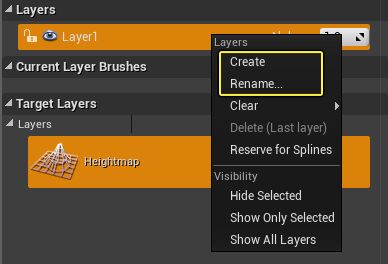 Layers
Layer1
Layers
Create
Rename...
Clear
Delete (Last layer)
Reserve for Splines
Visibility
Hide Selected
Show Only Selected
Show All Layers
Current Layer Brushes
Target Layers
Layers
Heightmap